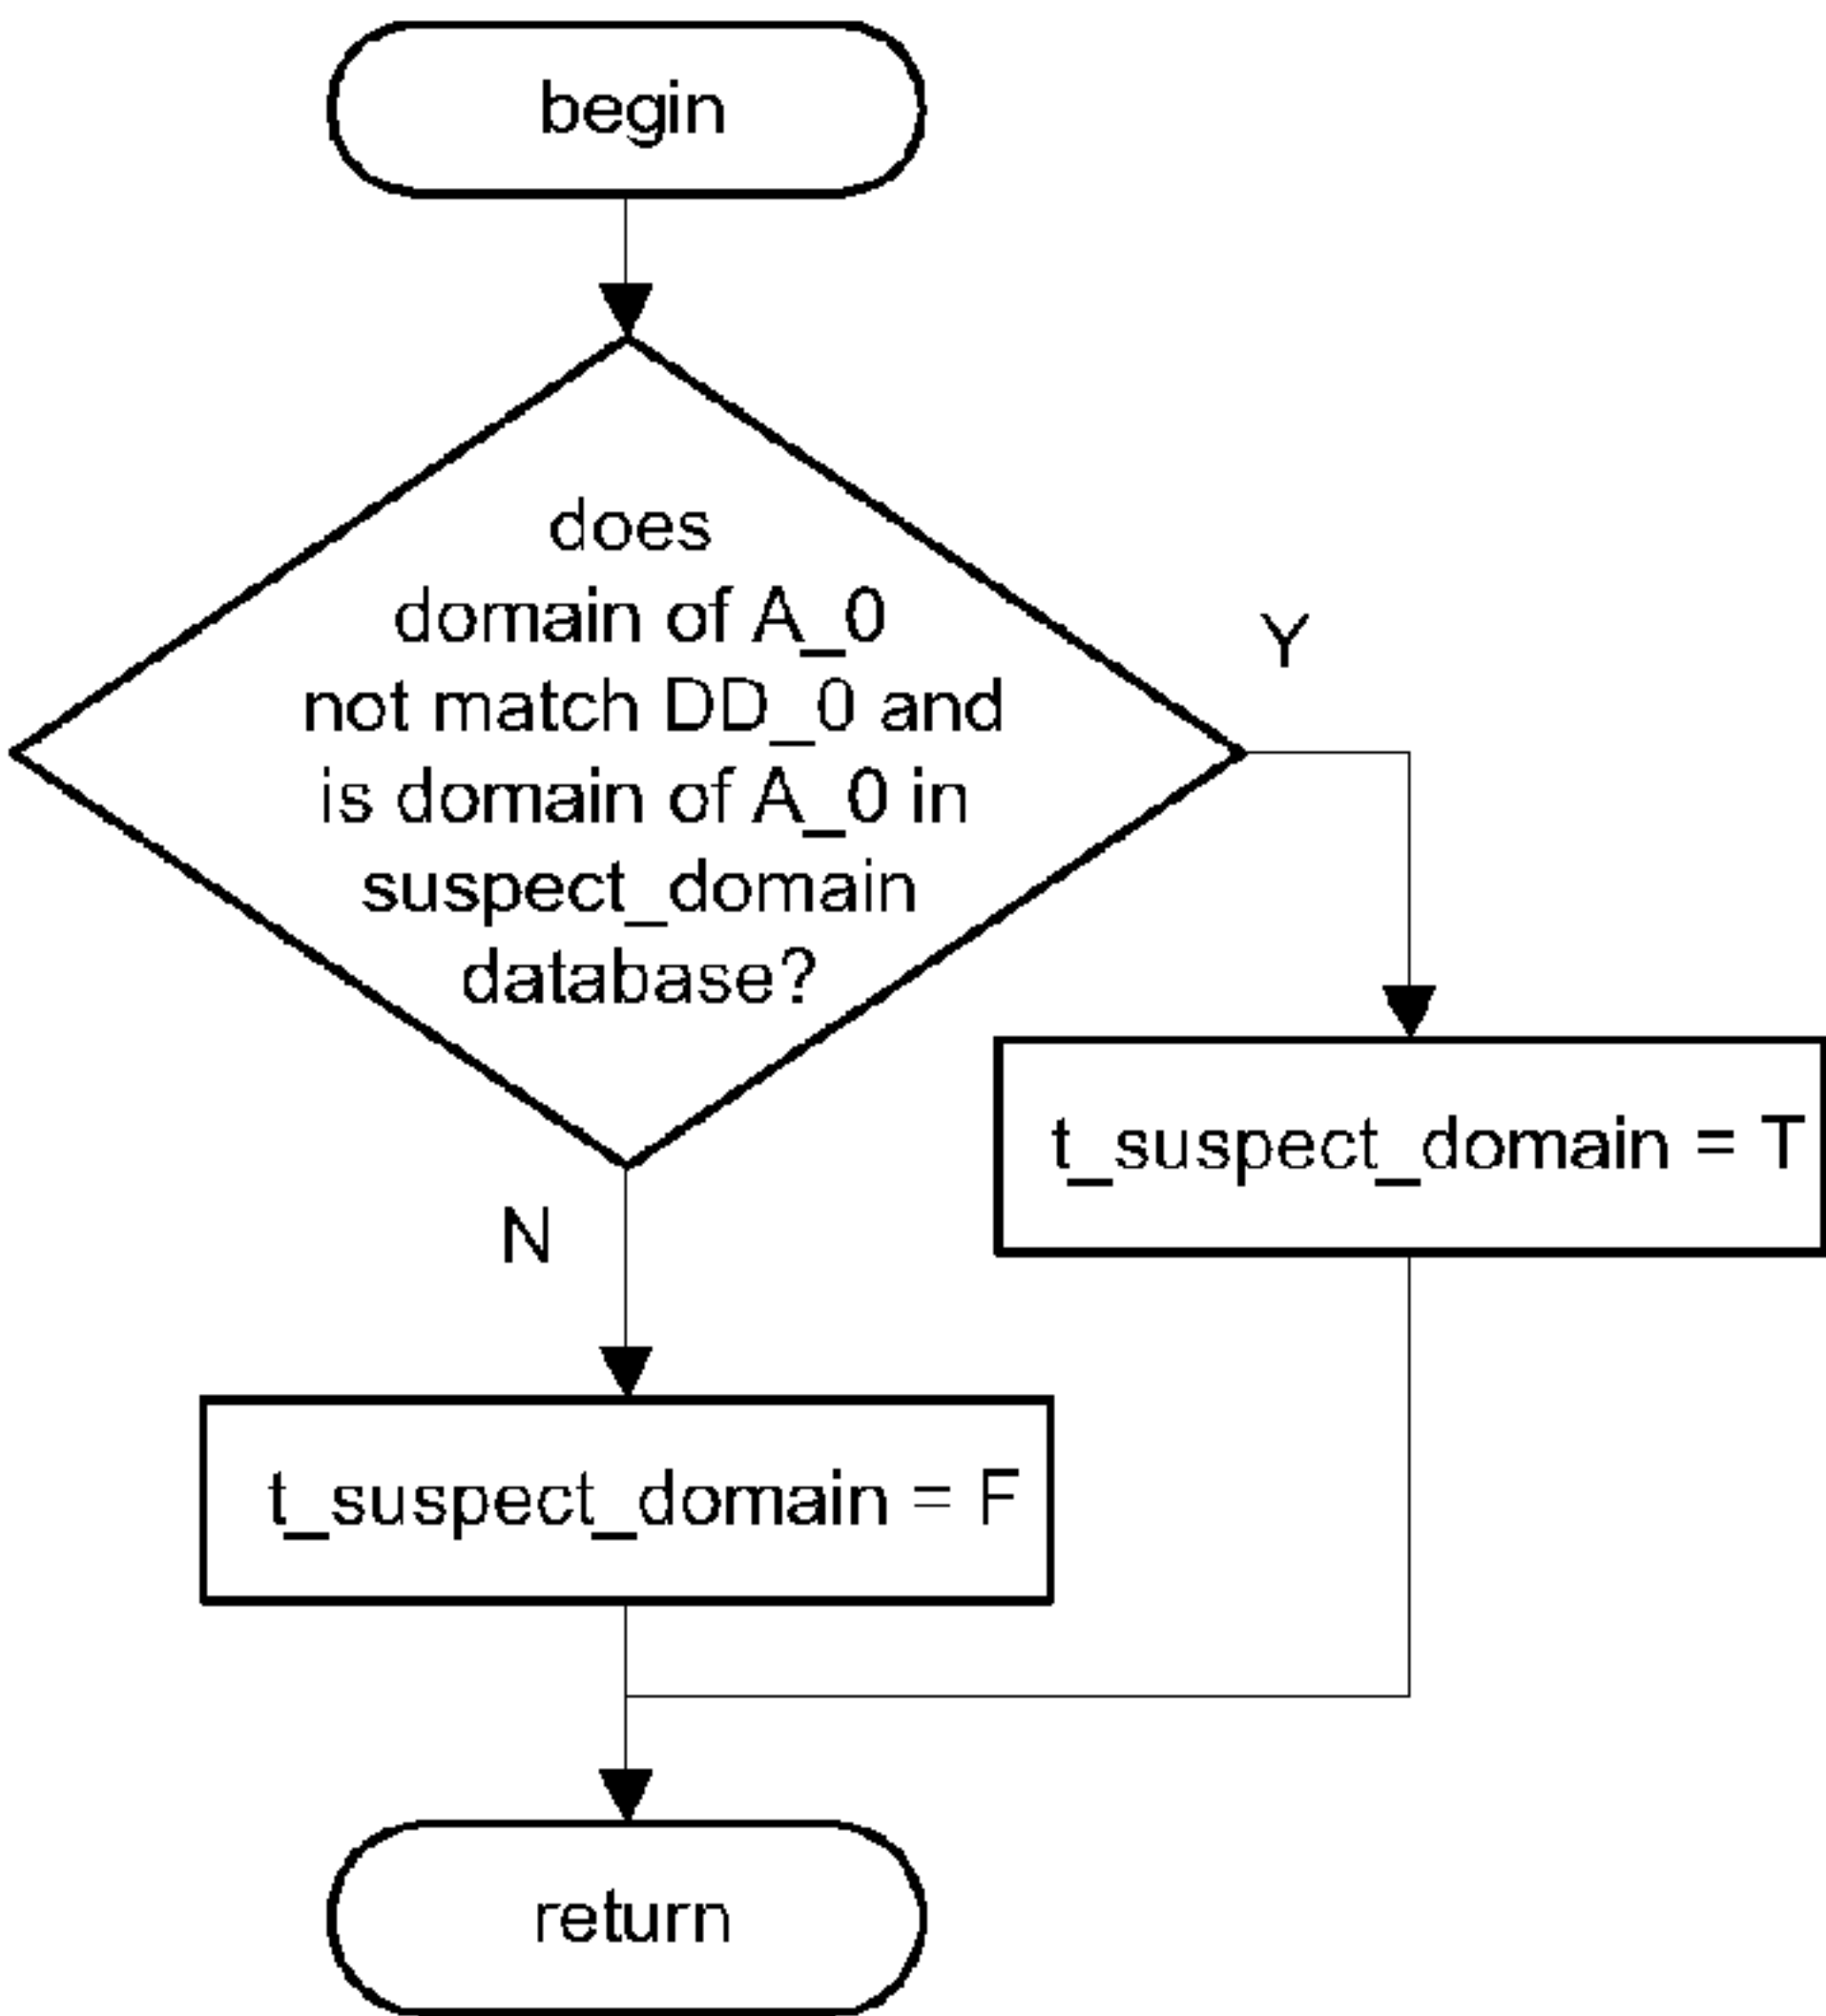 begin
does
domain of A_0
not match DD_0 and
is domain of A_0 in
suspect_domain
database?
Y
t_suspect_domain = T
N
t_suspect_domain = F
return